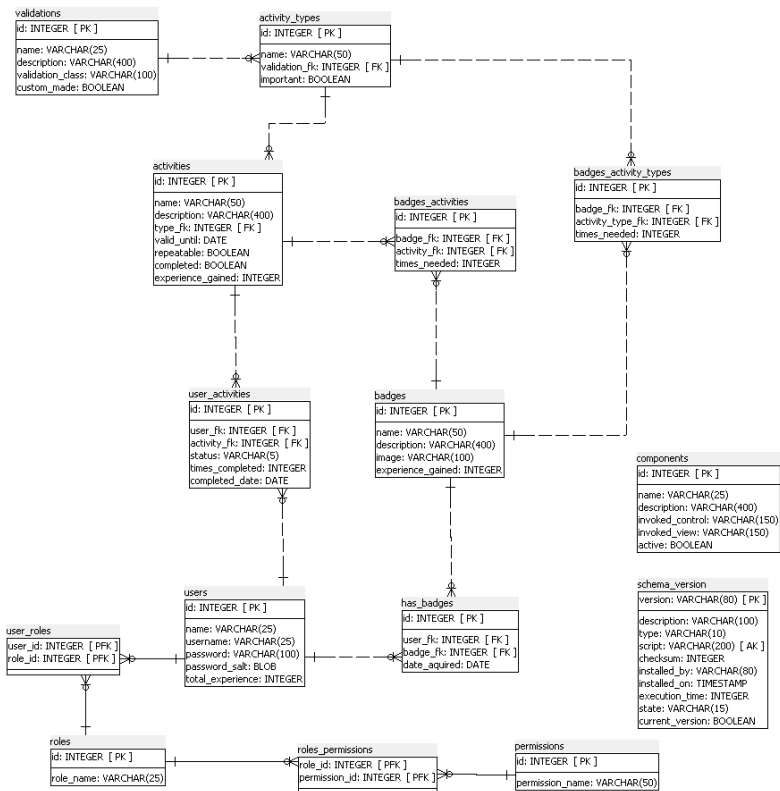 validations
id: INTEGER [ PK ]
name: VARCHAR(25)
description: VARCHAR(400)
validation_class: VARCHAR(100)
custom_made: BOOLEAN
activity_types
id: INTEGER [ PK ]
name: VARCHAR(50)
validation_fk: INTEGER [ FK ]
important: BOOLEAN
activities
id: INTEGER [ PK ]
name: VARCHAR(50)
description: VARCHAR(400)
type_fk: INTEGER [ FK ]
valid_until: DATE
repeatable: BOOLEAN
completed: BOOLEAN
experience_gained: INTEGER
badges_activities
id: INTEGER [ PK ]
badge_fk: INTEGER [ FK ]
activity_fk: INTEGER [ FK ]
times_needed: INTEGER
badges_activity_types
id: INTEGER [ PK ]
badge_fk: INTEGER [ FK ]
activity_type_fk: INTEGER [ FK ]
times_needed: INTEGER
user_activities
id: INTEGER [ PK ]
user_fk: INTEGER [ FK ]
activity_fk: INTEGER [ FK ]
status: VARCHAR(5)
times_completed: INTEGER
completed_date: DATE
badges
id: INTEGER [ PK ]
name: VARCHAR(50)
description: VARCHAR(400)
image: VARCHAR(100)
experience_gained: INTEGER
components
id: INTEGER [ PK ]
name: VARCHAR(25)
description: VARCHAR(400)
invoked_control: VARCHAR(150)
invoked_view: VARCHAR(150)
active: BOOLEAN
schema_version
version: VARCHAR(80) [ PK ]
description: VARCHAR(100)
type: VARCHAR(10)
script: VARCHAR(200) [ AK ]
checksum: INTEGER
installed_by: VARCHAR(80)
installed_on: TIMESTAMP
execution_time: INTEGER
state: VARCHAR(15)
current_version: BOOLEAN
users
id: INTEGER [ PK ]
name: VARCHAR(25)
username: VARCHAR(25)
password: VARCHAR(100)
password_salt: BLOB
total_experience: INTEGER
has_badges
id: INTEGER [ PK ]
user_fk: INTEGER [ FK ]
badge_fk: INTEGER [ FK ]
date_aquired: DATE
user_roles
user_id: INTEGER [ PFK ]
role_id: INTEGER [ PFK ]
roles
id: INTEGER [ PK ]
role_name: VARCHAR(25)
roles_permissions
role_id: INTEGER [ PFK ]
permission_id: INTEGER [ PFK ]
permissions
id: INTEGER [ PK ]
permission_name: VARCHAR(50)